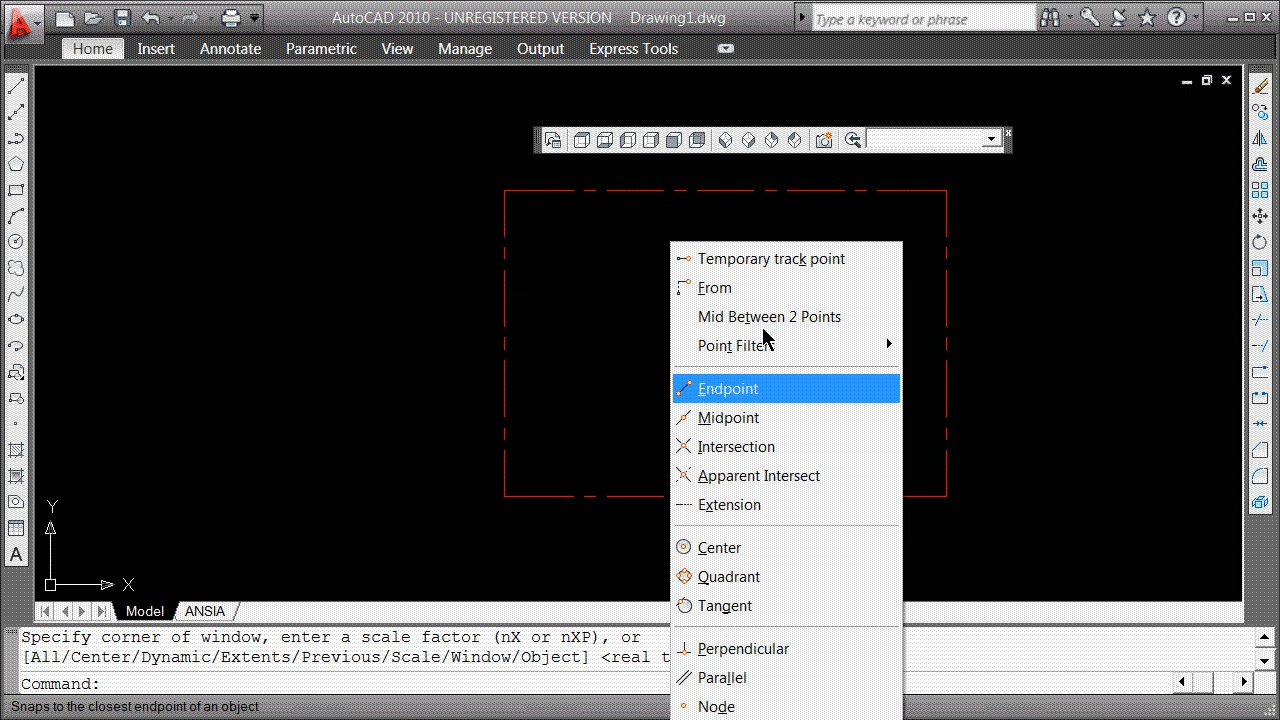 AutoCAD 2010 - UNREGISTERED VERSION Drawing1.dwg
Type a keyword or phrase
Home Insert Annotate Parametric View Manage Output Express Tools
Temporary track point
From
Mid Between 2 Points
Point Filters
Endpoint
Midpoint
Intersection
Apparent Intersect
Extension
Y
X
Center
Quadrant
Tangent
A
Model ANSIA
Specify corner of window, enter a scale factor (nX or nXP), or
[All/Center/Dynamic/Extents/Previous/Scale/Window/Object] <real t
Perpendicular
Parallel
Command:
Node
Snaps to the closest endpoint of an object